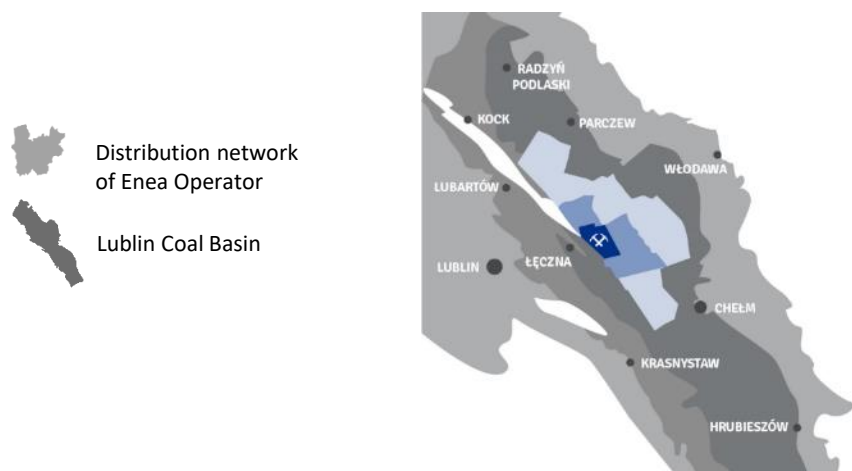 Distribution network
of Enea Operator
Lublin Coal Basin
RADZYŃ
PODLASKI
KOCK
PARCZEW
WŁODAWA
LUBARTÓW
ŁĘCZNA
LUBLIN
CHEŁM
KRASNYSTAW
HRUBIESZÓW